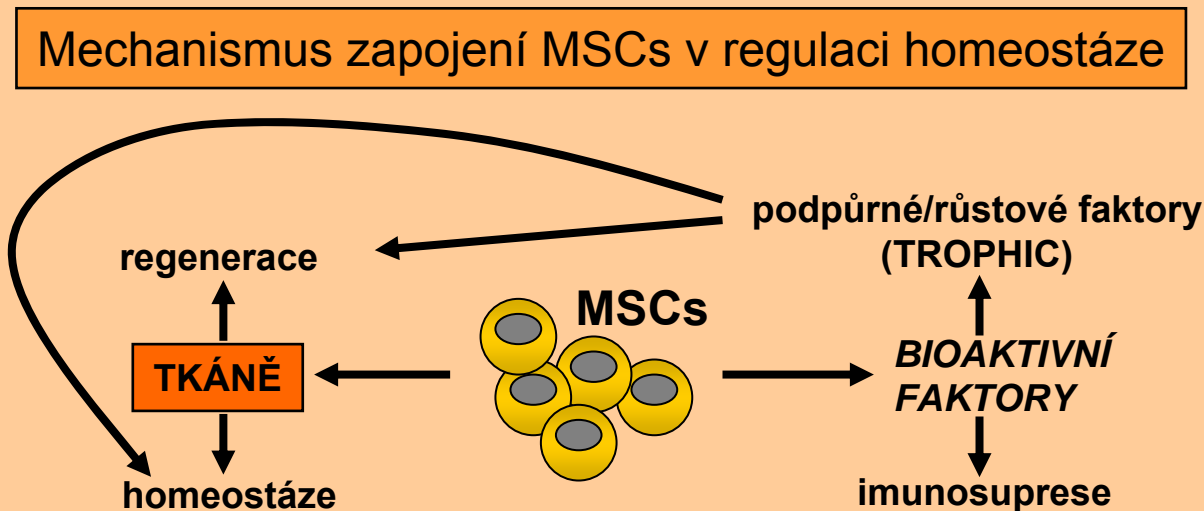 Mechanismus zapojení MSCs v regulaci homeostáze
podpůrné/růstové faktory
(TROPHIC)
regenerace
MSCs
TKÁNĚ
BIOAKTIVNÍ
FAKTORY
homeostáze
imunosuprese